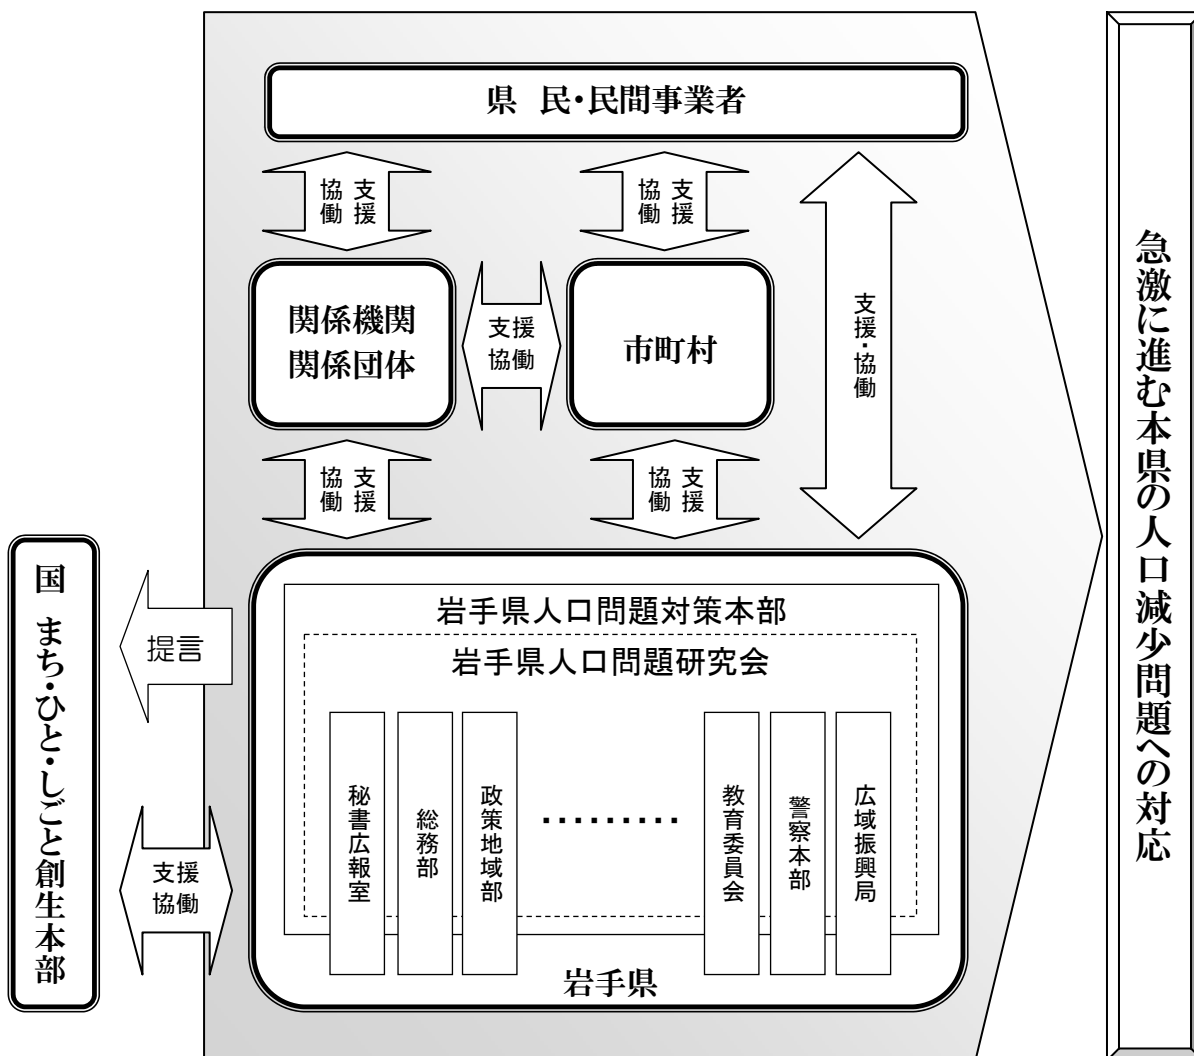 県 民・民間事業者
協働
支援
協働
支援
支援・協働
関係機関
関係団体
支援
協働
市町村
協働
支援
協働
支援
急激に進む本県の人口減少問題への対応
国 まち・ひと・しごと創生本部
提言
支援
協働
岩手県人口問題対策本部
岩手県人口問題研究会
秘書広報室
総務部
政策地域部
………
教育委員会
警察本部
広域振興局
岩手県